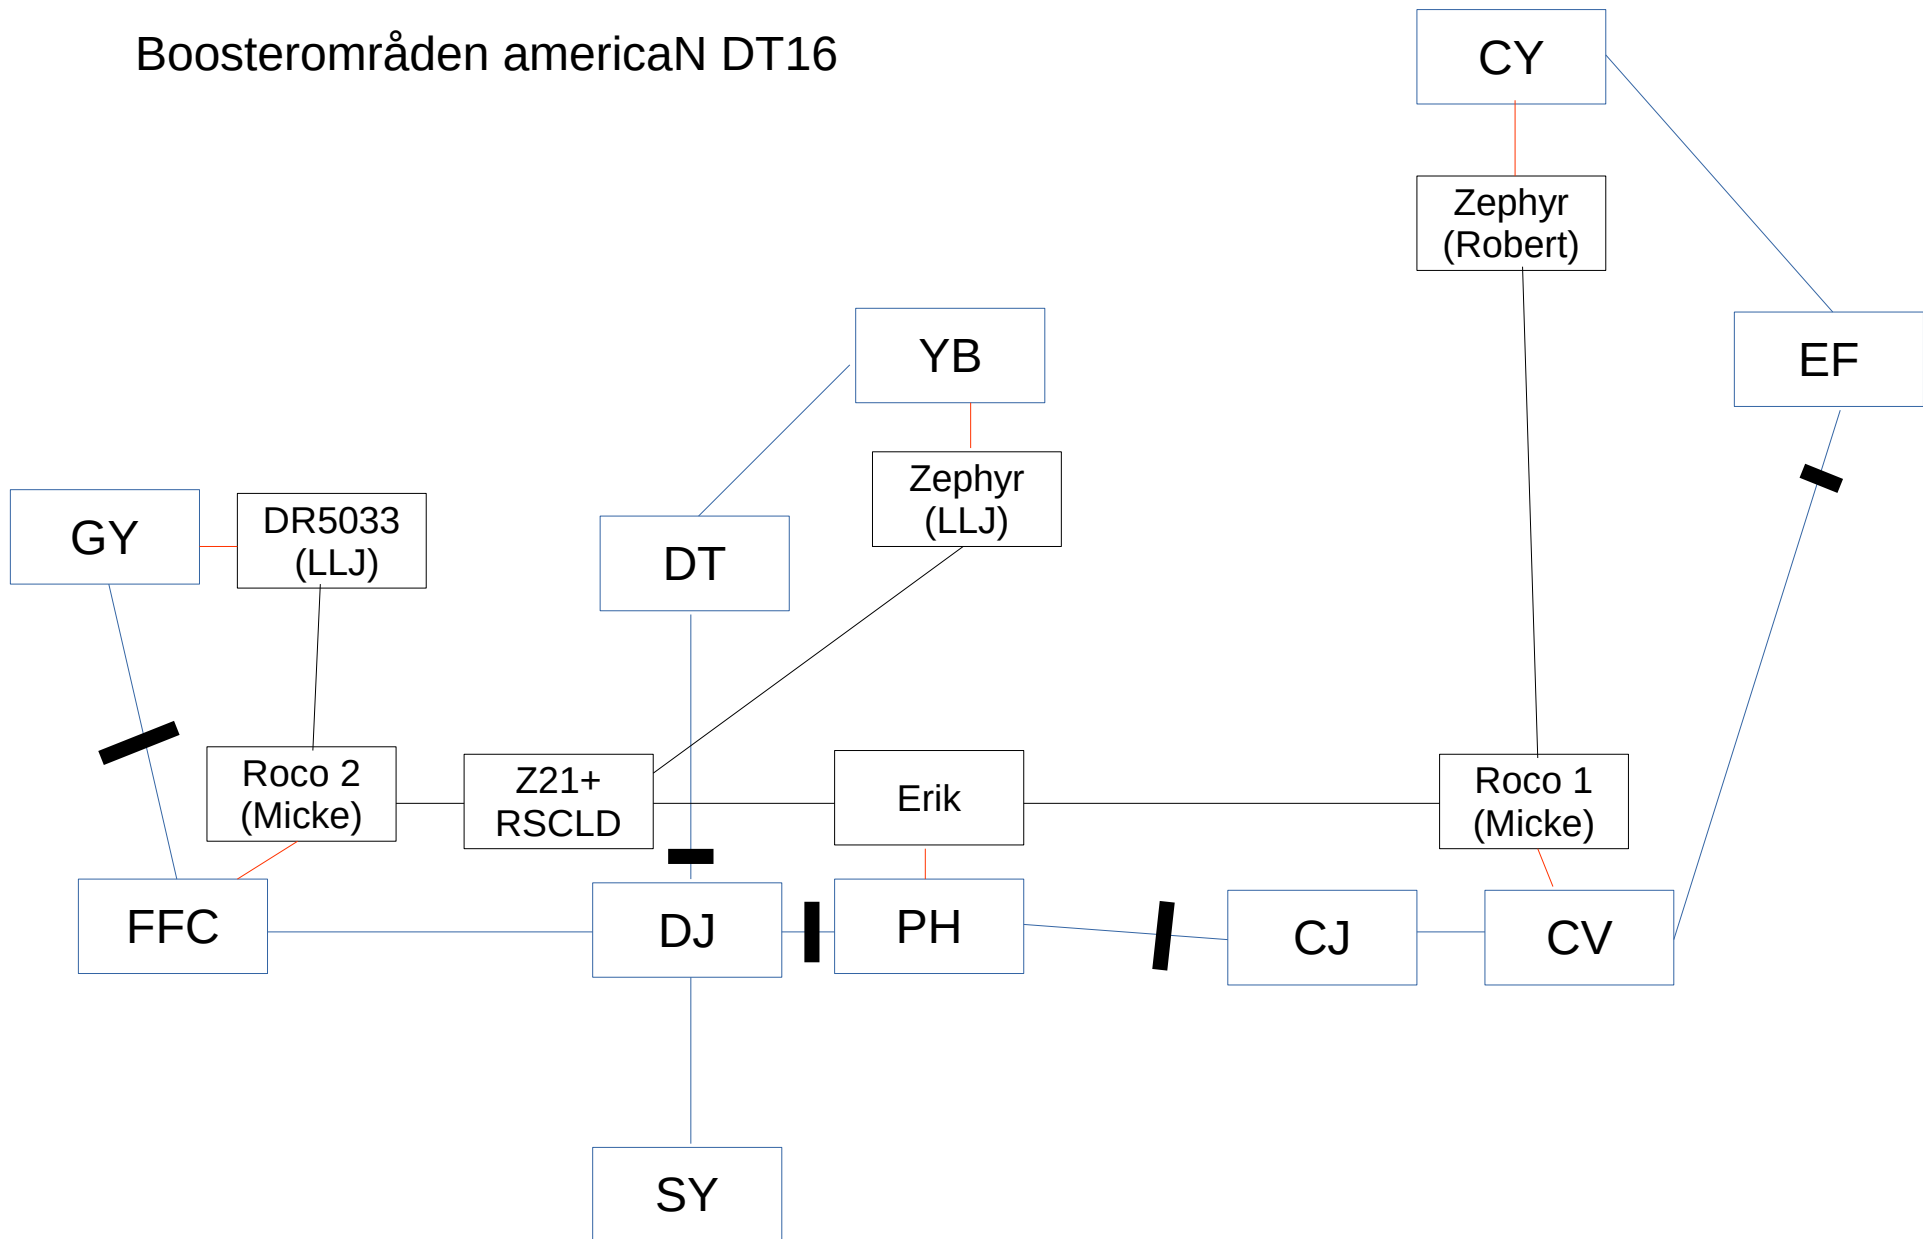 Boosterområden americaN DT16
CY
Zephyr
(Robert)
YB
EF
Zephyr
(LLJ)
GY
DR5033
(LLJ)
DT
Roco 2
(Micke)
Z21+
RSCLD
Erik
Roco 1
(Micke)
FFC
DJ
PH
CJ
CV
SY